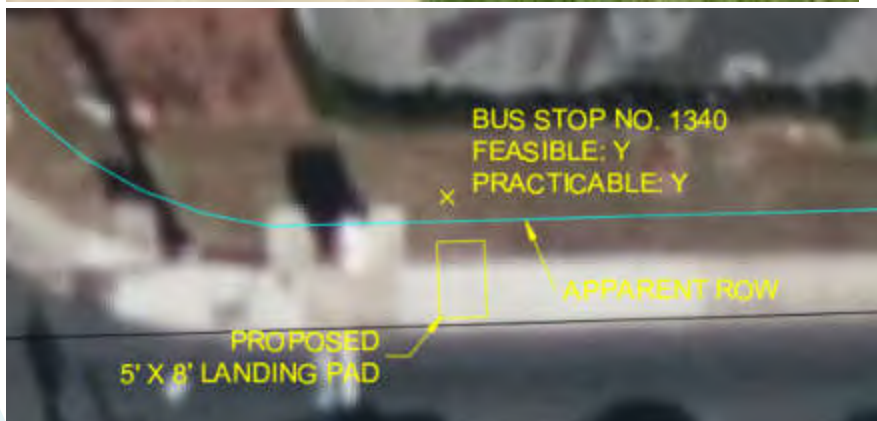 BUS STOP NO. 1340
FEASIBLE: Y
PRACTICABLE: Y
APPARENT ROW
PROPOSED
5' X 8' LANDING PAD